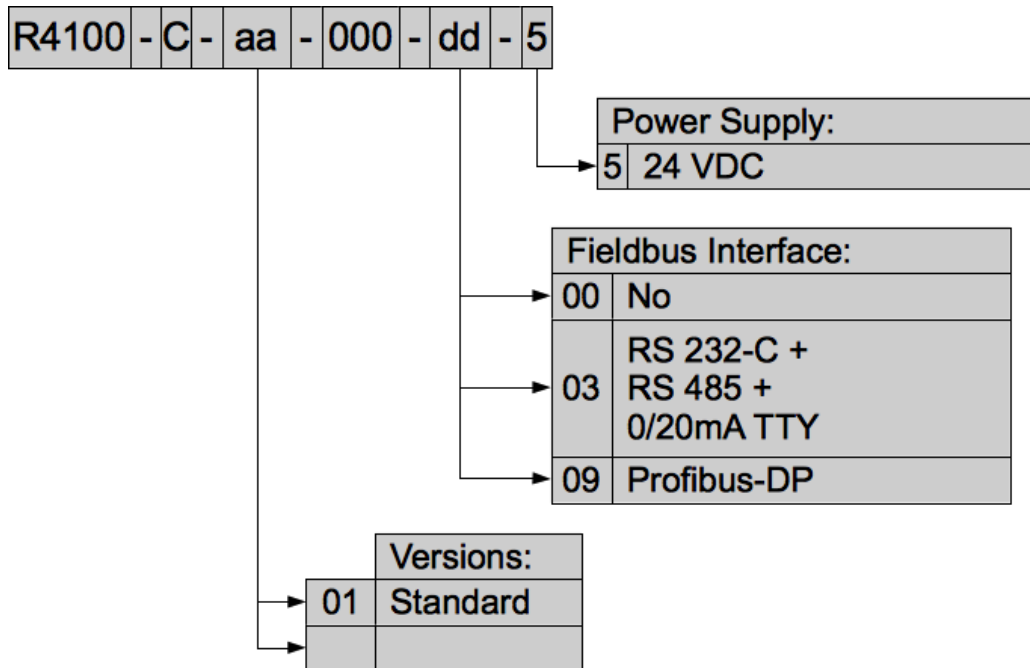 R4100 - C - aa - 000 - dd - 5
Power Supply:
5 24 VDC
Fieldbus Interface:
00 No
03 RS 232-C +
RS 485 +
0/20mA TTY
09 Profibus-DP
Versions:
01 Standard